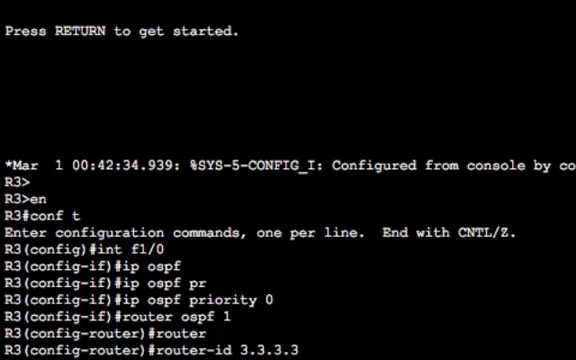 Press RETURN to get started.
*Mar  1 00:42:34.939: %SYS-5-CONFIG_I: Configured from console by co
R3>
R3>en
R3#conf t
Enter configuration commands, one per line.  End with CNTL/Z.
R3(config)#int f1/0
R3(config-if)#ip ospf
R3(config-if)#ip ospf pr
R3(config-if)#ip ospf priority 0
R3(config-if)#router ospf 1
R3(config-router)#router
R3(config-router)#router-id 3.3.3.3